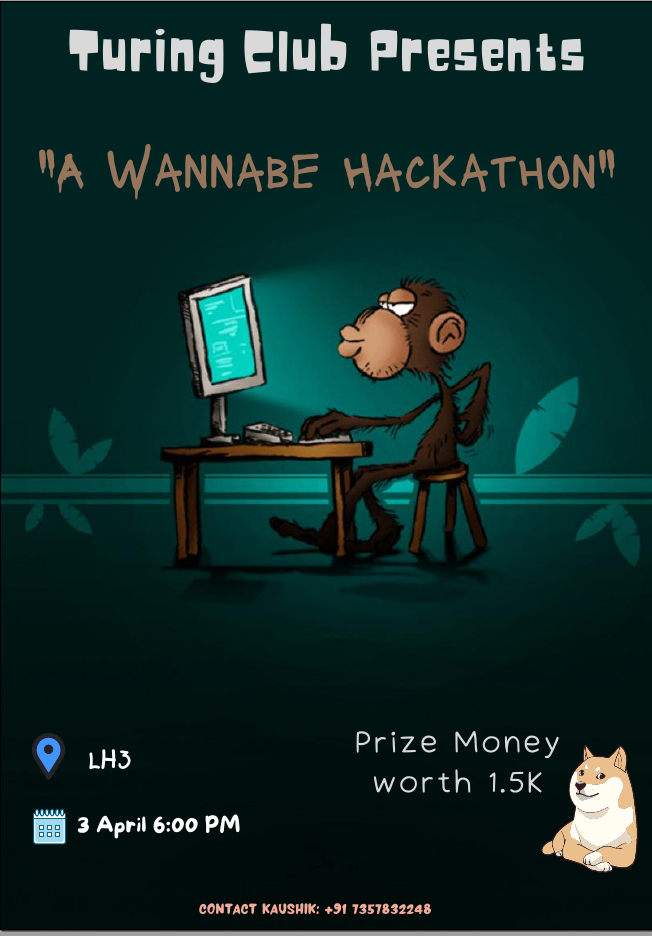 Turing Club Presents
"A WANNABE HACKATHON"
LH3
3 April 6:00 PM
Prize Money
worth 1.5K
CONTACT KAUSHIK: +91 7357832248